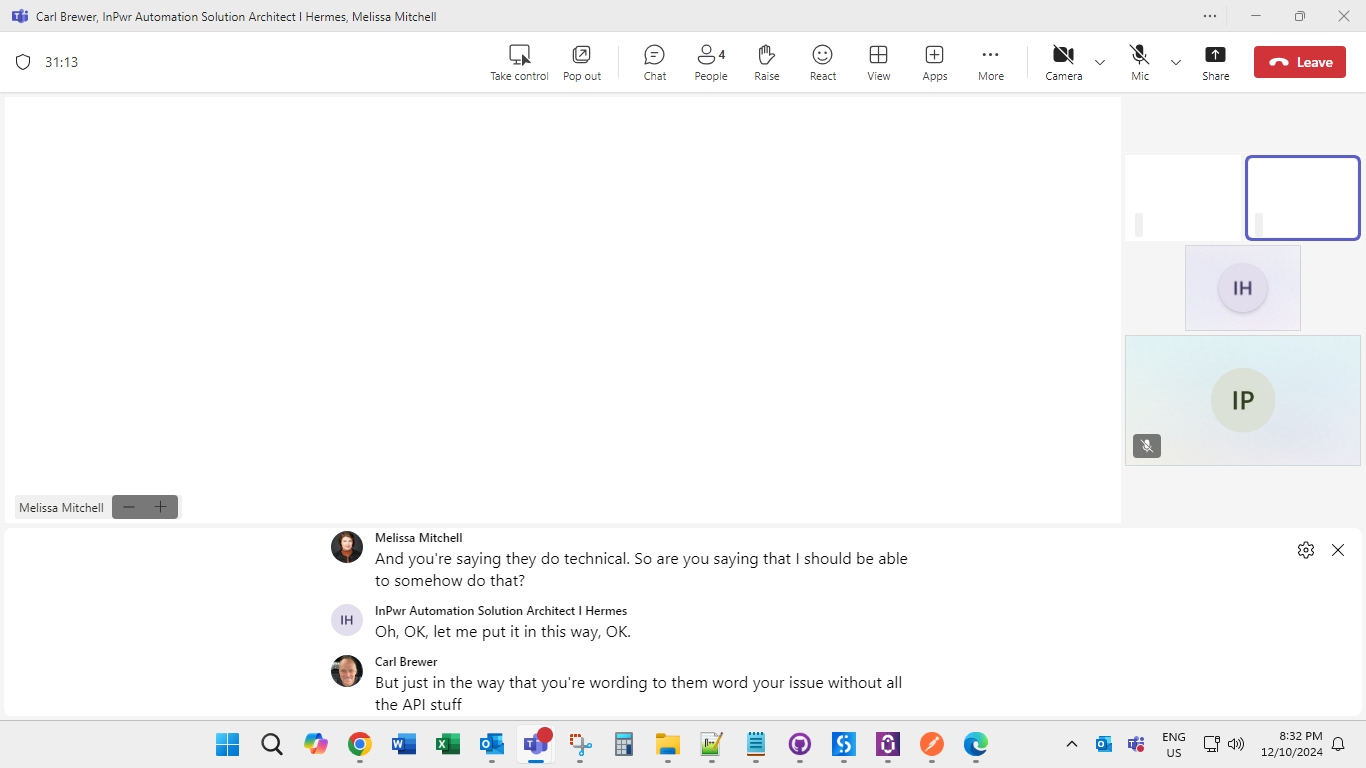 Carl Brewer, InPwr Automation Solution Architect I Hermes, Melissa Mitchell
31:13
Take control
Pop out
Chat
4
People
Raise
React
View
Apps
More
Camera
Mic
Share
Leave
IH
IP
Melissa Mitchell
Melissa Mitchell
And you're saying they do technical. So are you saying that I should be able
to somehow do that?
IH
InPwr Automation Solution Architect I Hermes
Oh, OK, let me put it in this way, OK.
Carl Brewer
But just in the way that you're wording to them word your issue without all
the API stuff
ENG
US
8:32 PM
12/10/2024